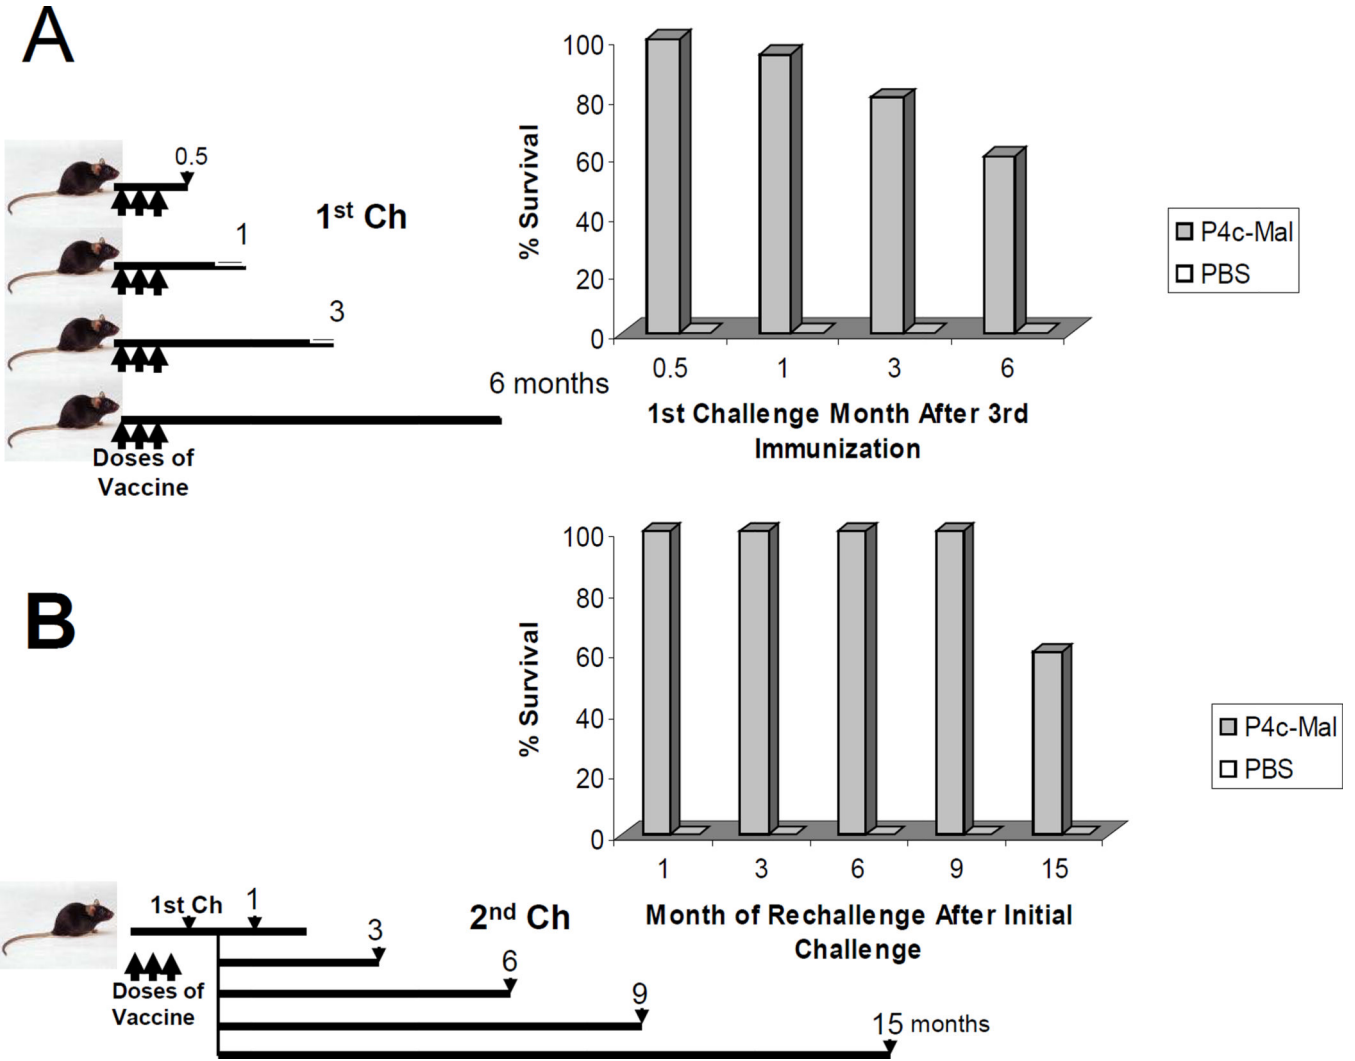 A
0.5
1st Ch
1
3
6 months
Doses of
Vaccine
% Survival
100
80
60
40
20
0
0.5 1 3 6
1st Challenge Month After 3rd
Immunization
P4c-Mal
PBS
B
1st Ch
1
2nd Ch
3
6
9
15 months
Doses of
Vaccine
% Survival
100
80
60
40
20
0
1 3 6 9 15
Month of Rechallenge After Initial
Challenge
P4c-Mal
PBS